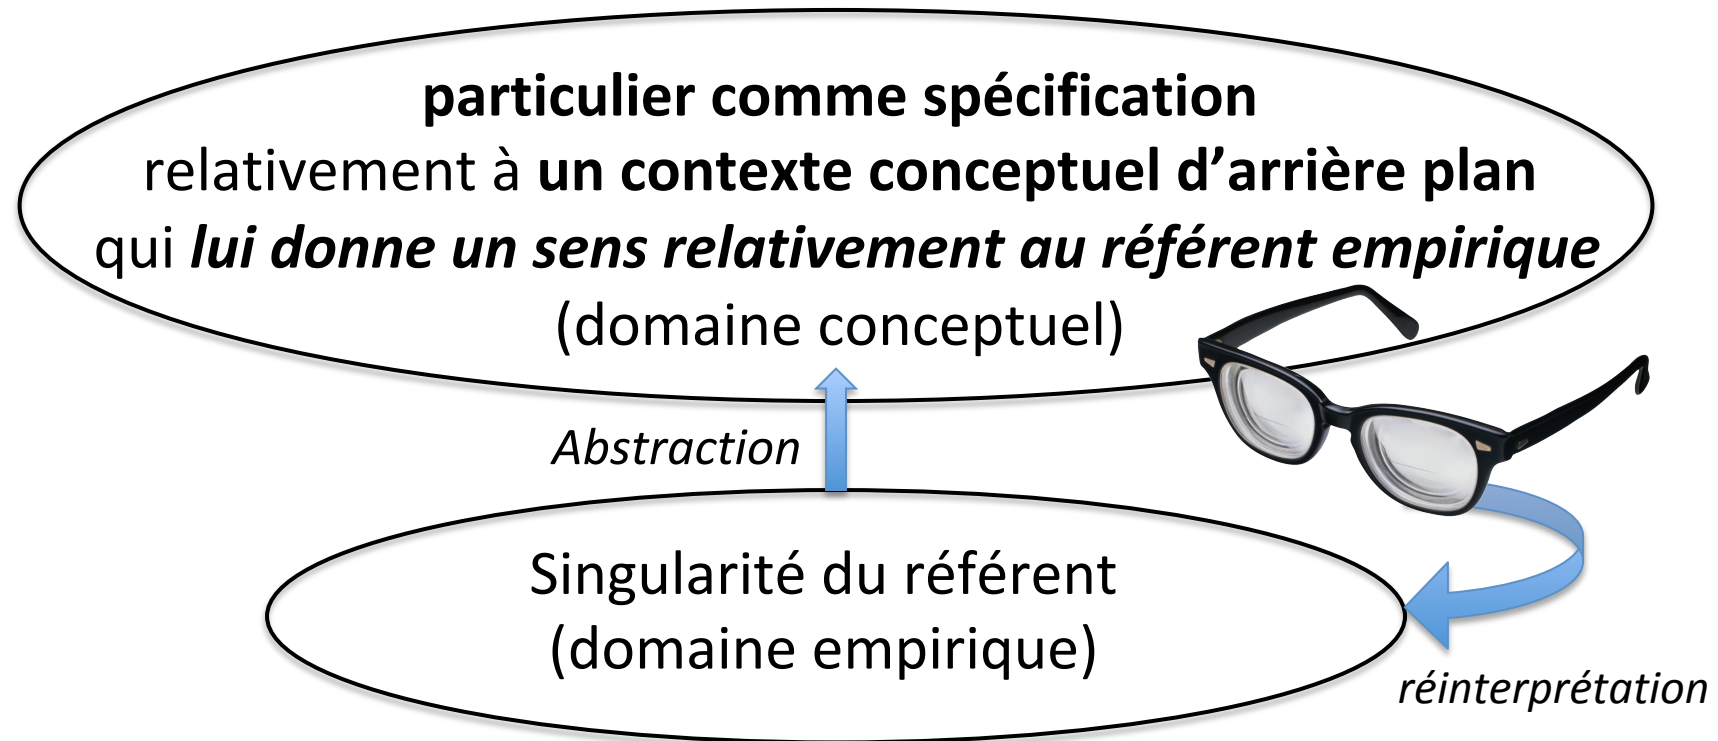 particulier comme spécification
relativement à un contexte conceptuel d’arrière plan
qui lui donne un sens relativement au référent empirique
(domaine conceptuel)
Abstraction
Singularité du référent
(domaine empirique)
réinterprétation